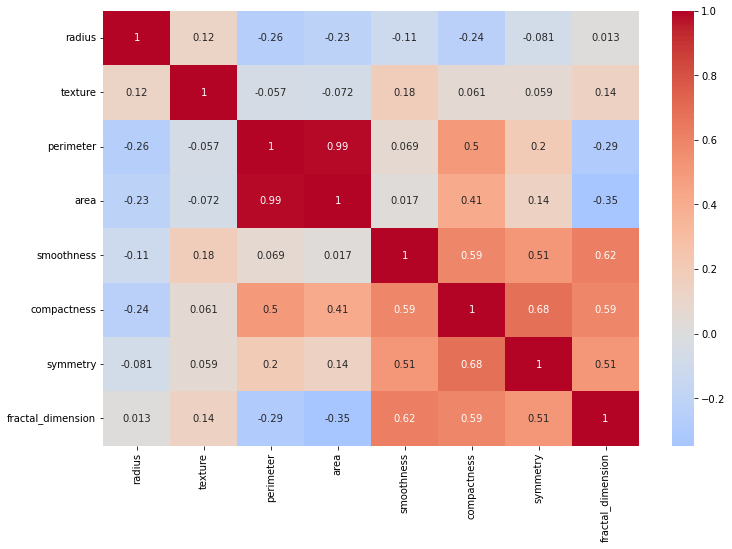 radius 1 0.12 -0.26 -0.23 -0.11 -0.24 -0.081 0.013
texture 0.12 1 -0.057 -0.072 0.18 0.061 0.059 0.14
perimeter -0.26 -0.057 1 0.99 0.069 0.5 0.2 -0.29
area -0.23 -0.072 0.99 1 0.017 0.41 0.14 -0.35
smoothness -0.11 0.18 0.069 0.017 1 0.59 0.51 0.62
compactness -0.24 0.061 0.5 0.41 0.59 1 0.68 0.59
symmetry -0.081 0.059 0.2 0.14 0.51 0.68 1 0.51
fractal_dimension 0.013 0.14 -0.29 -0.35 0.62 0.59 0.51 1
radius
texture
perimeter
area
smoothness
compactness
symmetry
fractal_dimension
1.0
0.8
0.6
0.4
0.2
0.0
−0.2